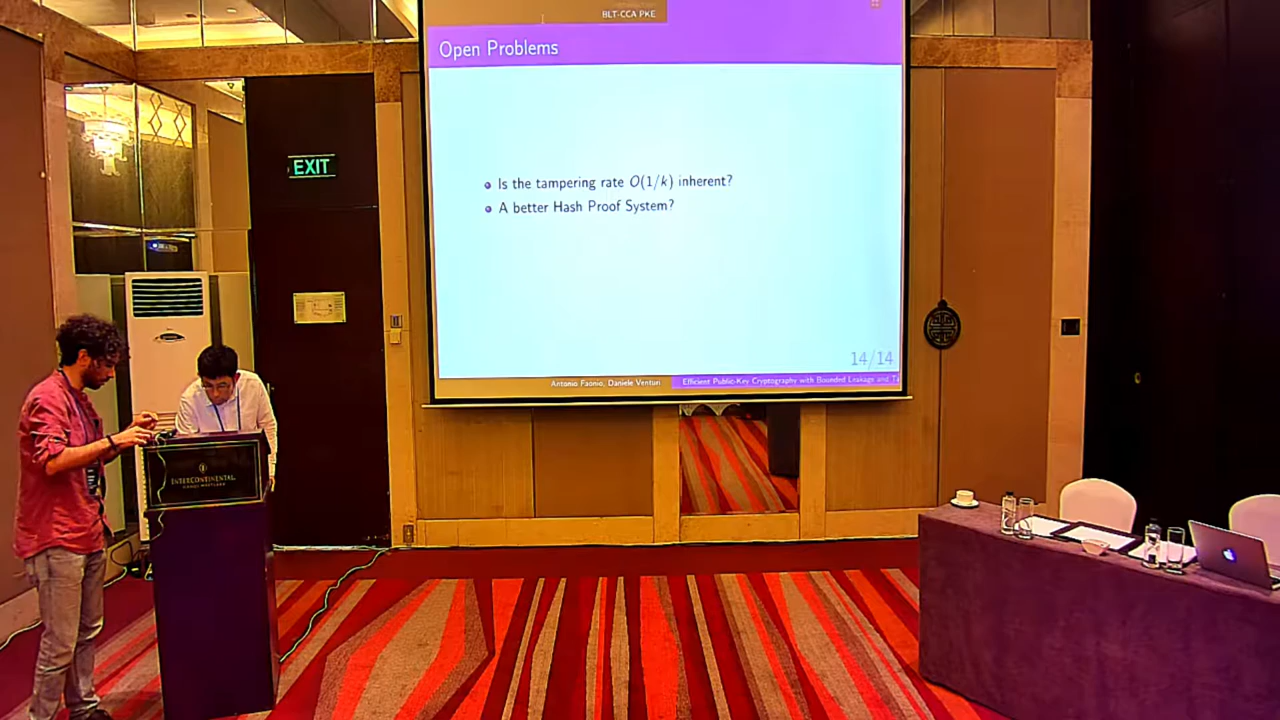 BLT-CCA PKE
Open Problems
EXIT
Is the tampering rate O(1/k) inherent?
A better Hash Proof System?
14/14
Antonio Faonio, Daniele Venturi
Efficient Public-Key Cryptography with Bounded Leakage and Ta
INTERCONTINENTAL